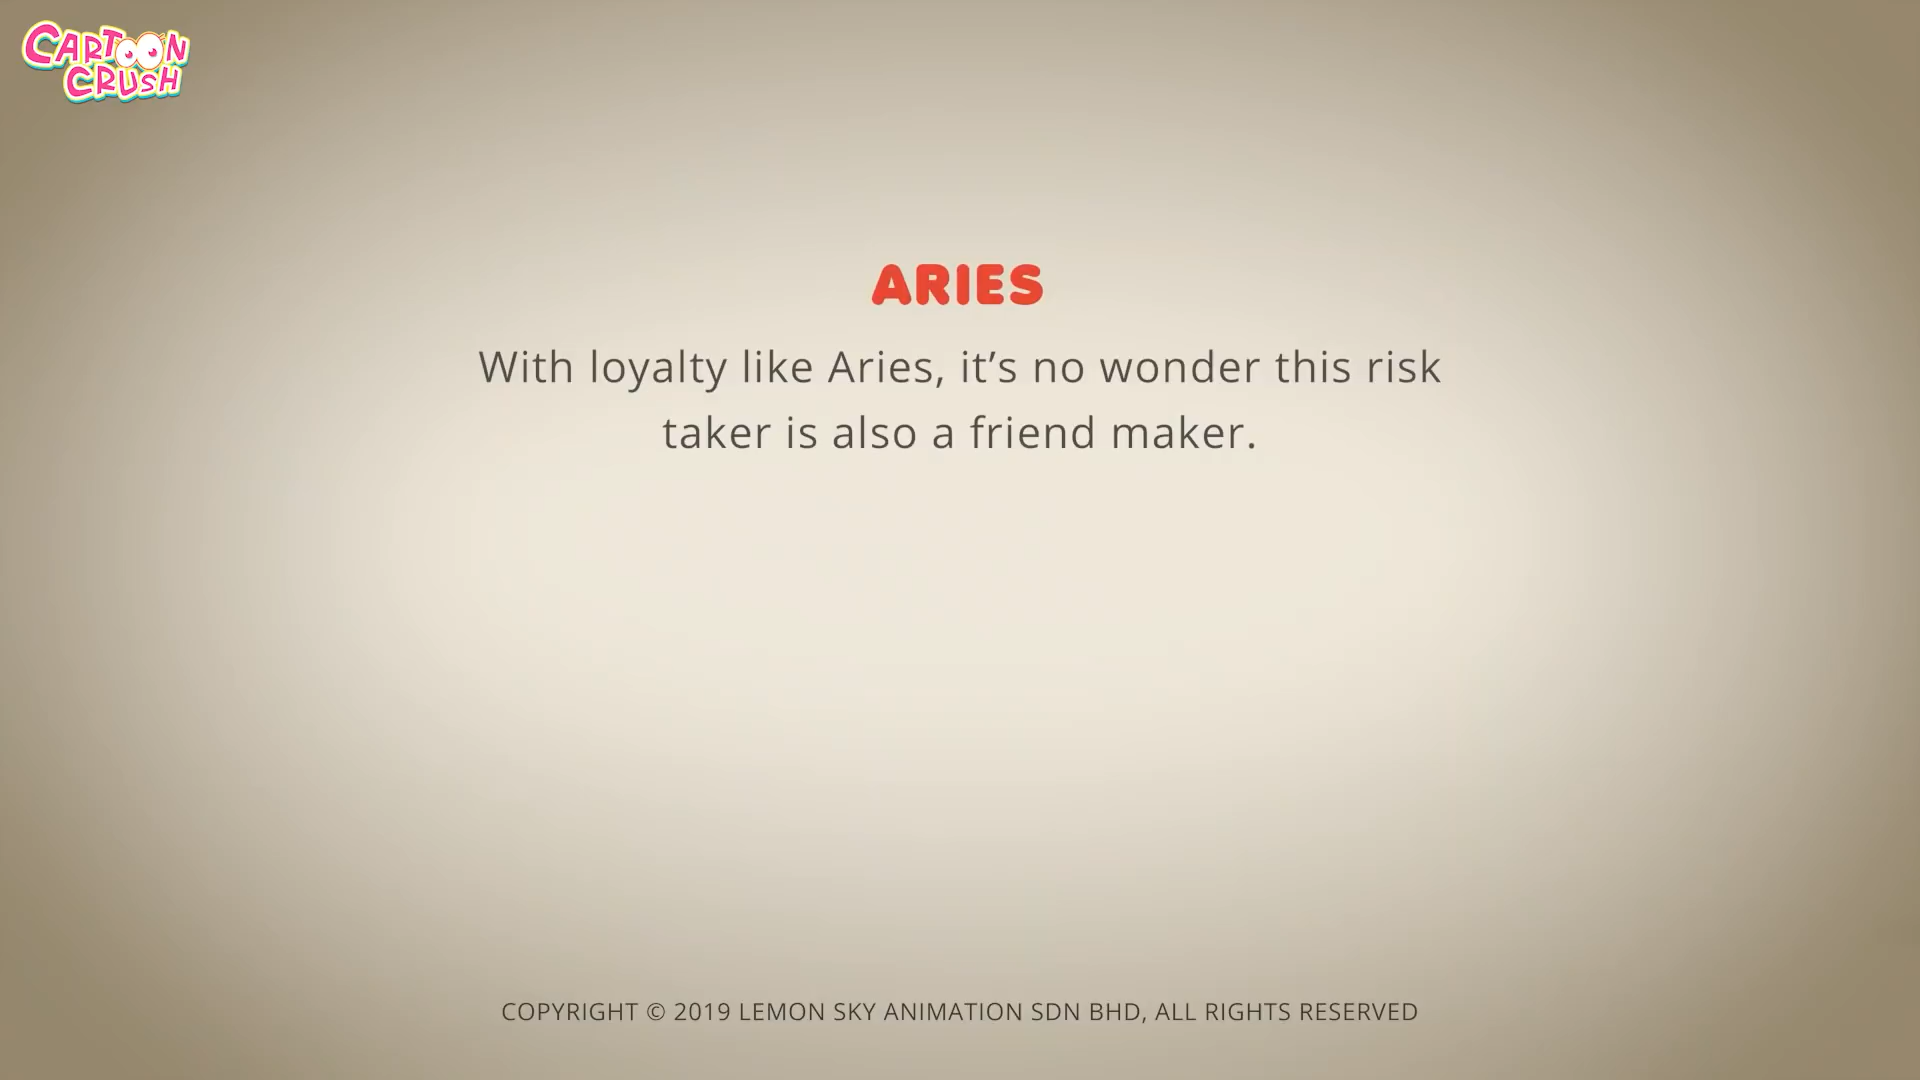 CARTOON
CRUSH
ARIES
With loyalty like Aries, it’s no wonder this risk
taker is also a friend maker.
COPYRIGHT © 2019 LEMON SKY ANIMATION SDN BHD, ALL RIGHTS RESERVED